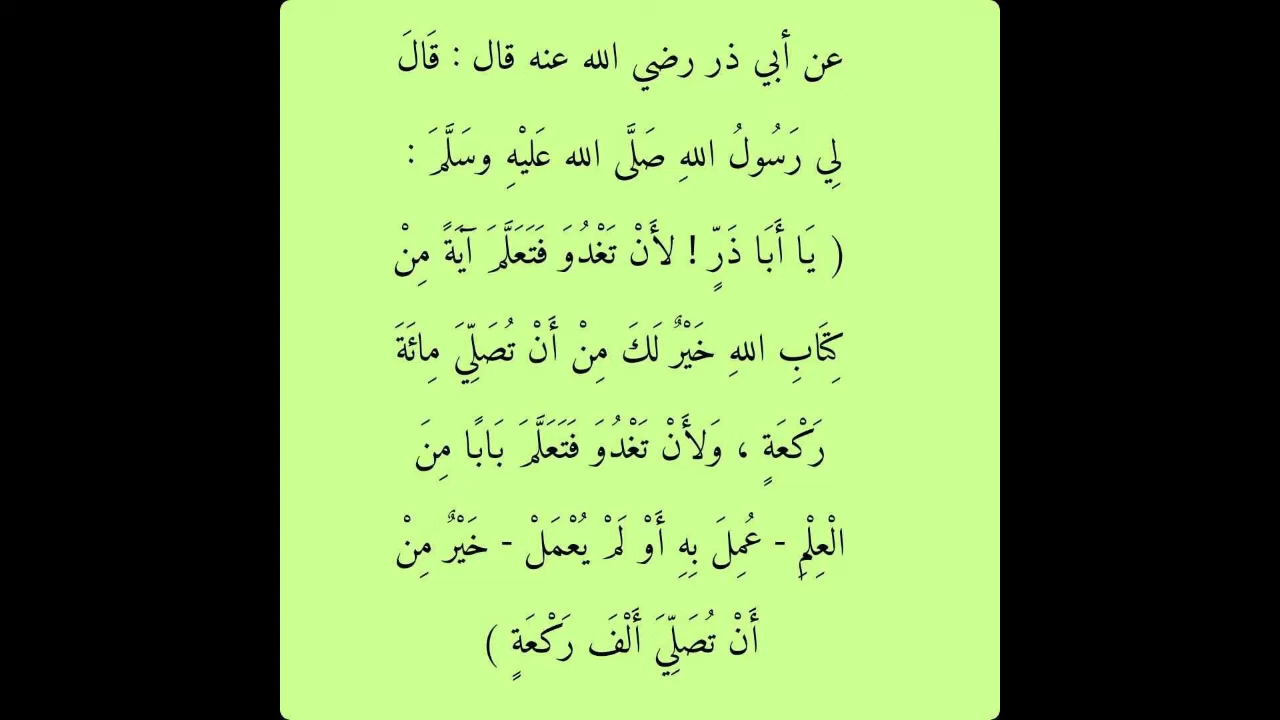 عن أبي ذر رضي الله عنه قال : قَالَ
لِي رَسُولُ اللهِ صَلَّى الله عَلَيْهِ وسَلَّمَ :
( يَا أَبَا ذَرٍّ ! لأَنْ تَغْدُوَ فَتَعَلَّمَ آيَةً مِنْ
كِتَابِ اللهِ خَيْرٌ لَكَ مِنْ أَنْ تُصَلِّيَ مِائَةَ
رَكْعَةٍ ، وَلأَنْ تَغْدُوَ فَتَعَلَّمَ بَابًا مِنَ
الْعِلْمِ - عُمِلَ بِهِ أَوْ لَمْ يُعْمَلْ - خَيْرٌ مِنْ
أَنْ تُصَلِّيَ أَلْفَ رَكْعَةٍ )